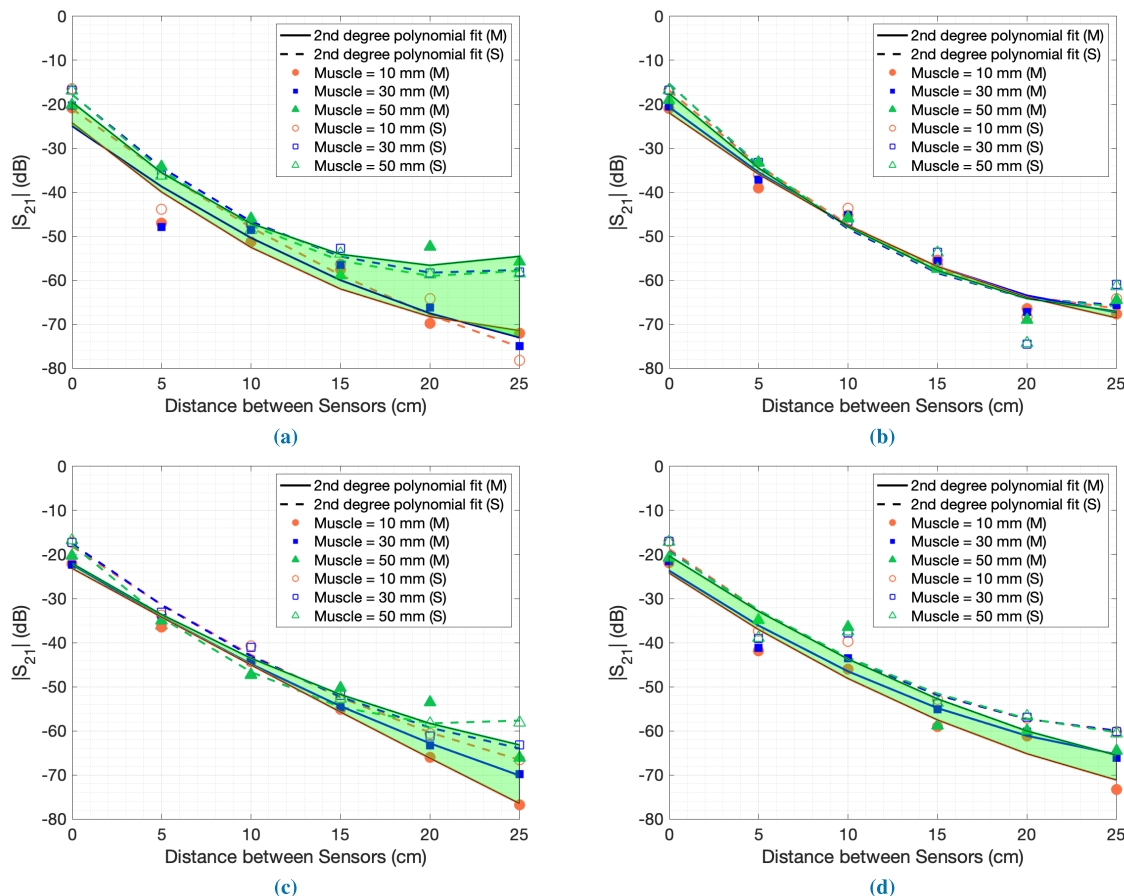 0
-10
-20
-30
-40
-50
-60
-70
-80
|S21| (dB)
2nd degree polynomial fit (M)
2nd degree polynomial fit (S)
Muscle = 10 mm (M)
Muscle = 30 mm (M)
Muscle = 50 mm (M)
Muscle = 10 mm (S)
Muscle = 30 mm (S)
Muscle = 50 mm (S)
0 5 10 15 20 25
Distance between Sensors (cm)
(a)
0
-10
-20
-30
-40
-50
-60
-70
-80
|S21| (dB)
2nd degree polynomial fit (M)
2nd degree polynomial fit (S)
Muscle = 10 mm (M)
Muscle = 30 mm (M)
Muscle = 50 mm (M)
Muscle = 10 mm (S)
Muscle = 30 mm (S)
Muscle = 50 mm (S)
0 5 10 15 20 25
Distance between Sensors (cm)
(b)
0
-10
-20
-30
-40
-50
-60
-70
-80
|S21| (dB)
2nd degree polynomial fit (M)
2nd degree polynomial fit (S)
Muscle = 10 mm (M)
Muscle = 30 mm (M)
Muscle = 50 mm (M)
Muscle = 10 mm (S)
Muscle = 30 mm (S)
Muscle = 50 mm (S)
0 5 10 15 20 25
Distance between Sensors (cm)
(c)
0
-10
-20
-30
-40
-50
-60
-70
-80
|S21| (dB)
2nd degree polynomial fit (M)
2nd degree polynomial fit (S)
Muscle = 10 mm (M)
Muscle = 30 mm (M)
Muscle = 50 mm (M)
Muscle = 10 mm (S)
Muscle = 30 mm (S)
Muscle = 50 mm (S)
0 5 10 15 20 25
Distance between Sensors (cm)
(d)